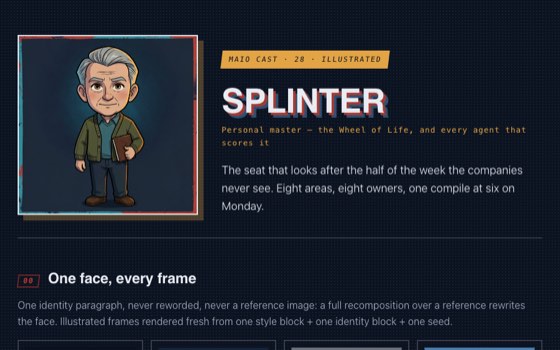 MAIO CAST · 28 · ILLUSTRATED
SPLINTER
Personal master — the Wheel of Life, and every agent that
scores it
The seat that looks after the half of the week the companies
never see. Eight areas, eight owners, one compile at six on
Monday.
00 One face, every frame
One identity paragraph, never reworded, never a reference image: a full recomposition over a reference rewrites
the face. Illustrated frames rendered fresh from one style block + one identity block + one seed.